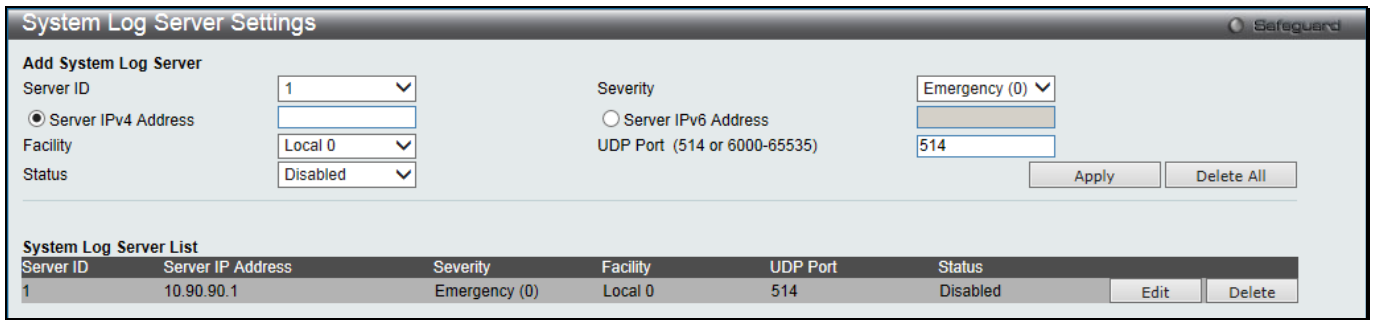 System Log Server Settings Safeguard
Add System Log Server
Server ID 1 Severity Emergency (0)
Server IPv4 Address Server IPv6 Address
Facility Local 0 UDP Port (514 or 6000-65535) 514
Status Disabled Apply Delete All
System Log Server List
Server ID Server IP Address Severity Facility UDP Port Status
1 10.90.90.1 Emergency (0) Local 0 514 Disabled Edit Delete